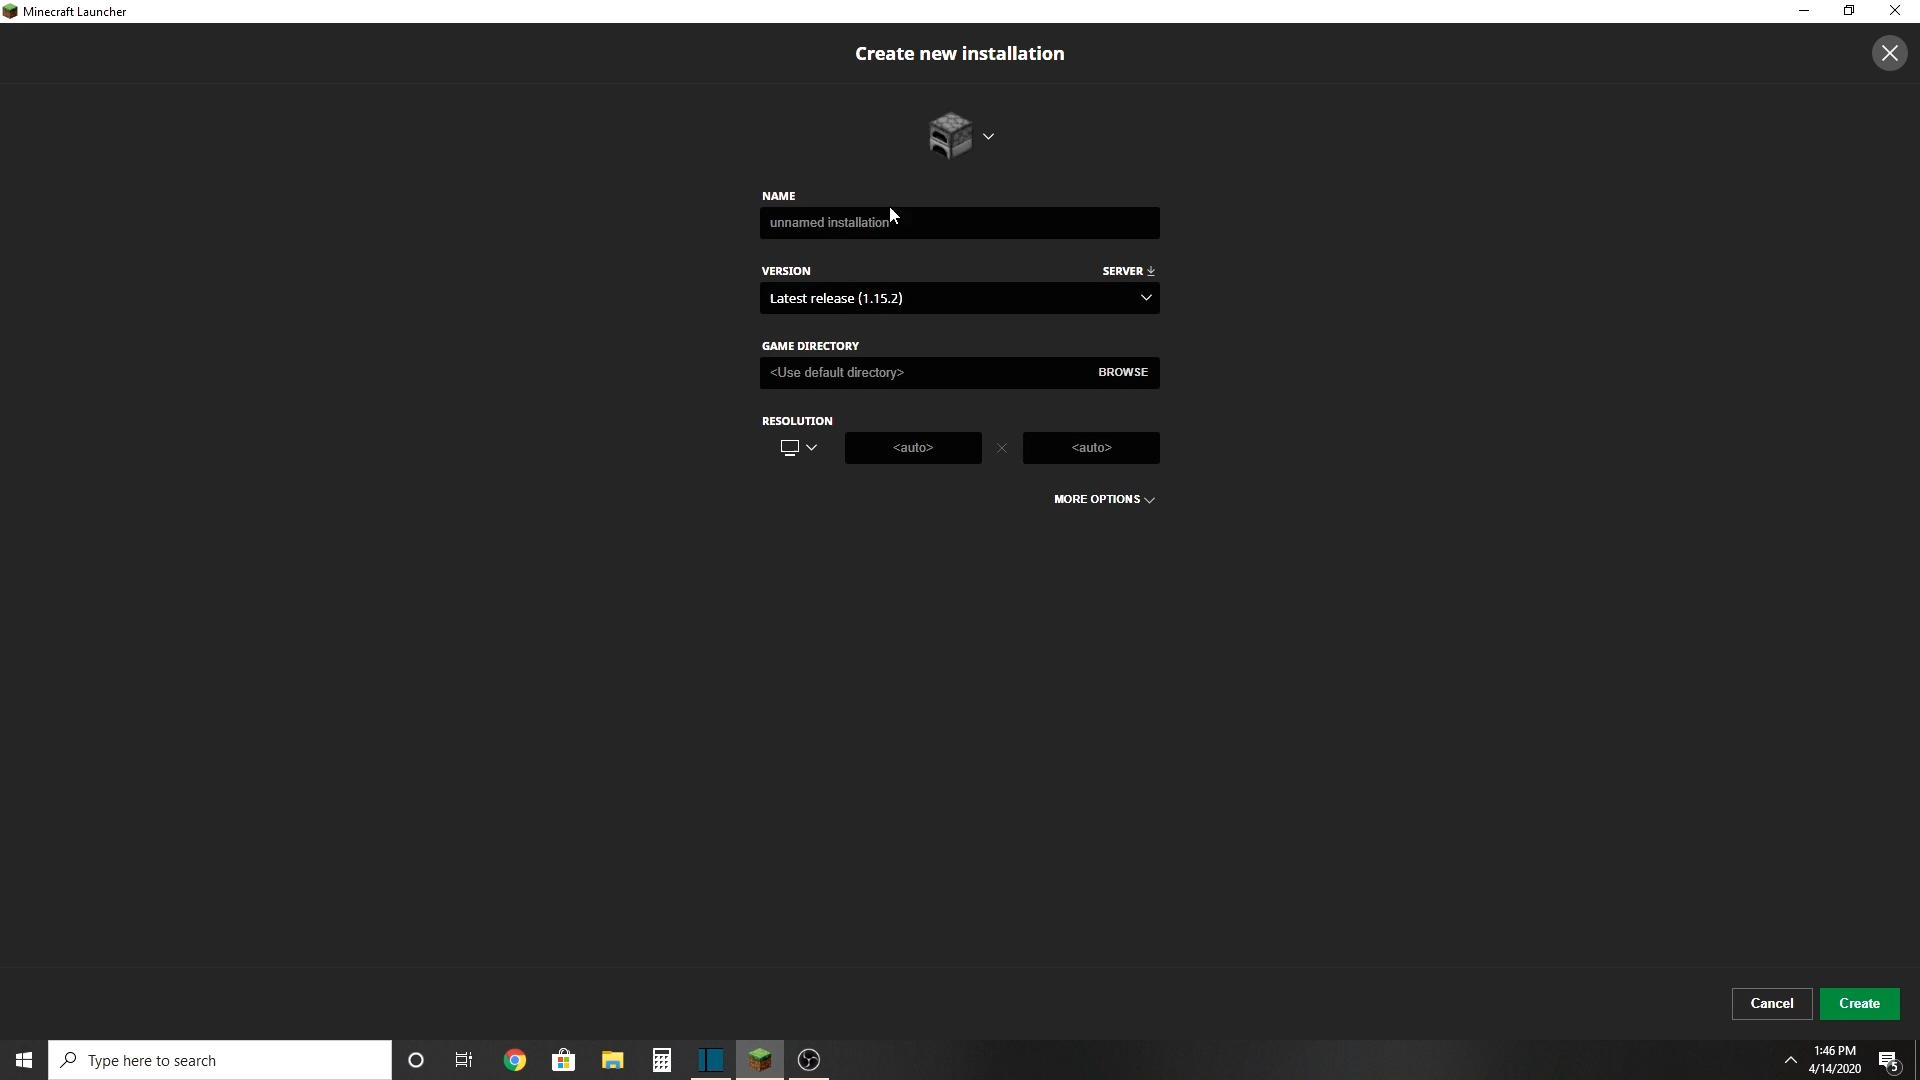 Minecraft Launcher
Create new installation
NAME
unnamed installation
VERSION SERVER
Latest release (1.15.2)
GAME DIRECTORY
<Use default directory> BROWSE
RESOLUTION
<auto> <auto>
MORE OPTIONS
Cancel Create
Type here to search
1:46 PM
4/14/2020
5